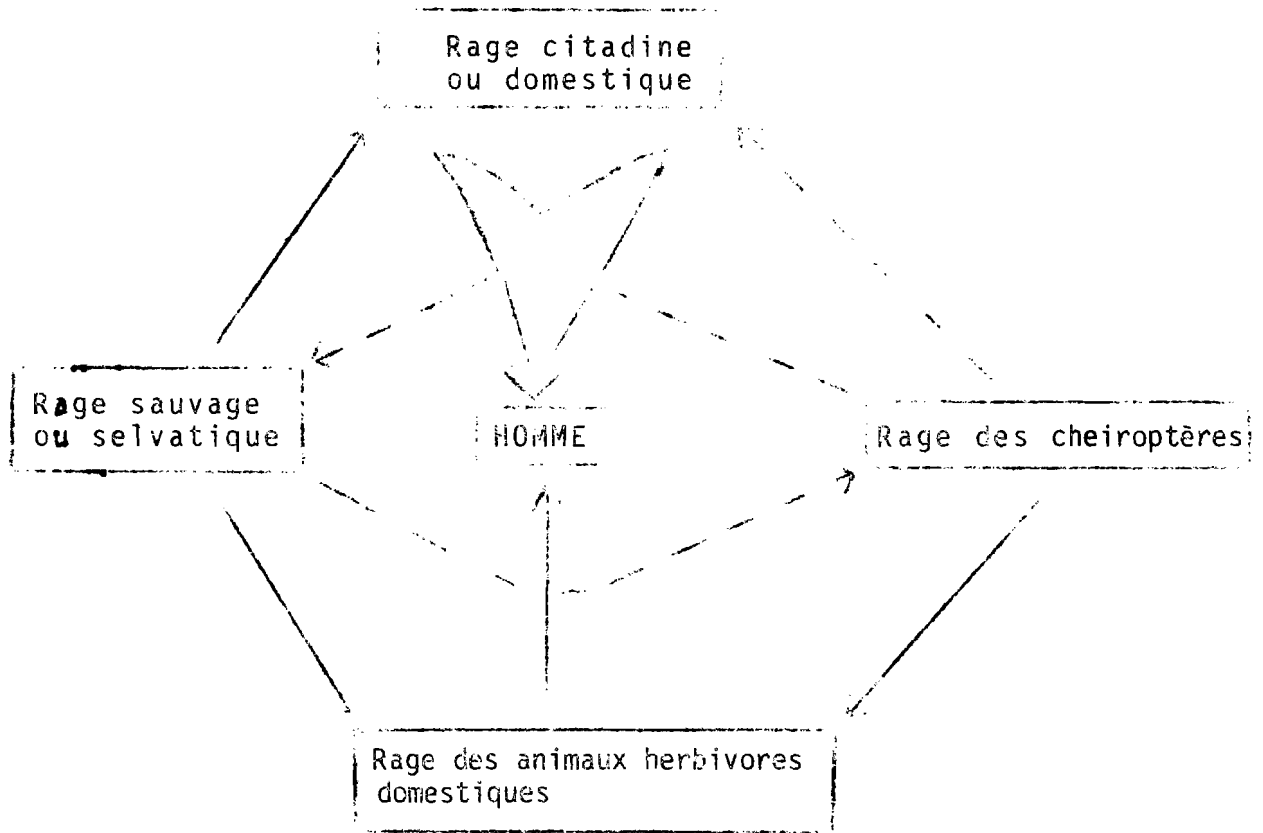 Rage citadine
ou domestique
Rage sauvage
ou selvatique
HOMME
Rage des cheiroptères
Rage des animaux herbivores
domestiques